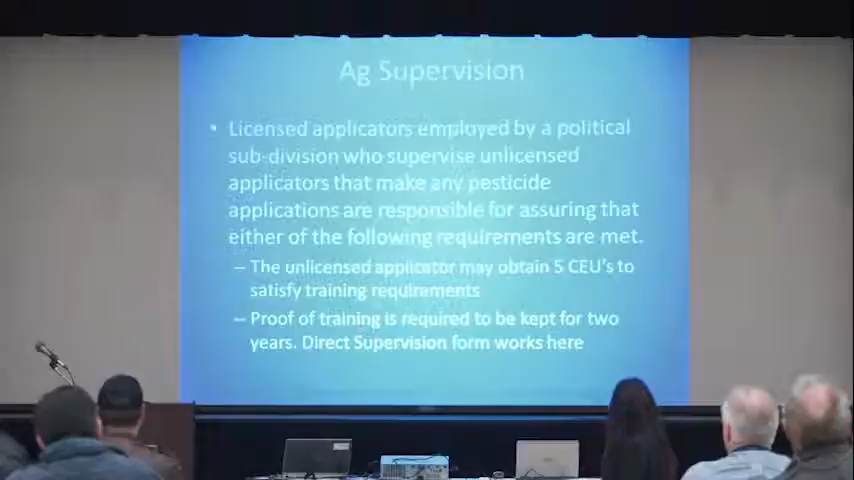 Ag Supervision
• Licensed applicators employed by a political
sub-division who supervise unlicensed
applicators that make any pesticide
applications are responsible for assuring that
either of the following requirements are met.
– The unlicensed applicator may obtain 5 CEU's to
satisfy training requirements
– Proof of training is required to be kept for two
years. Direct Supervision form works here